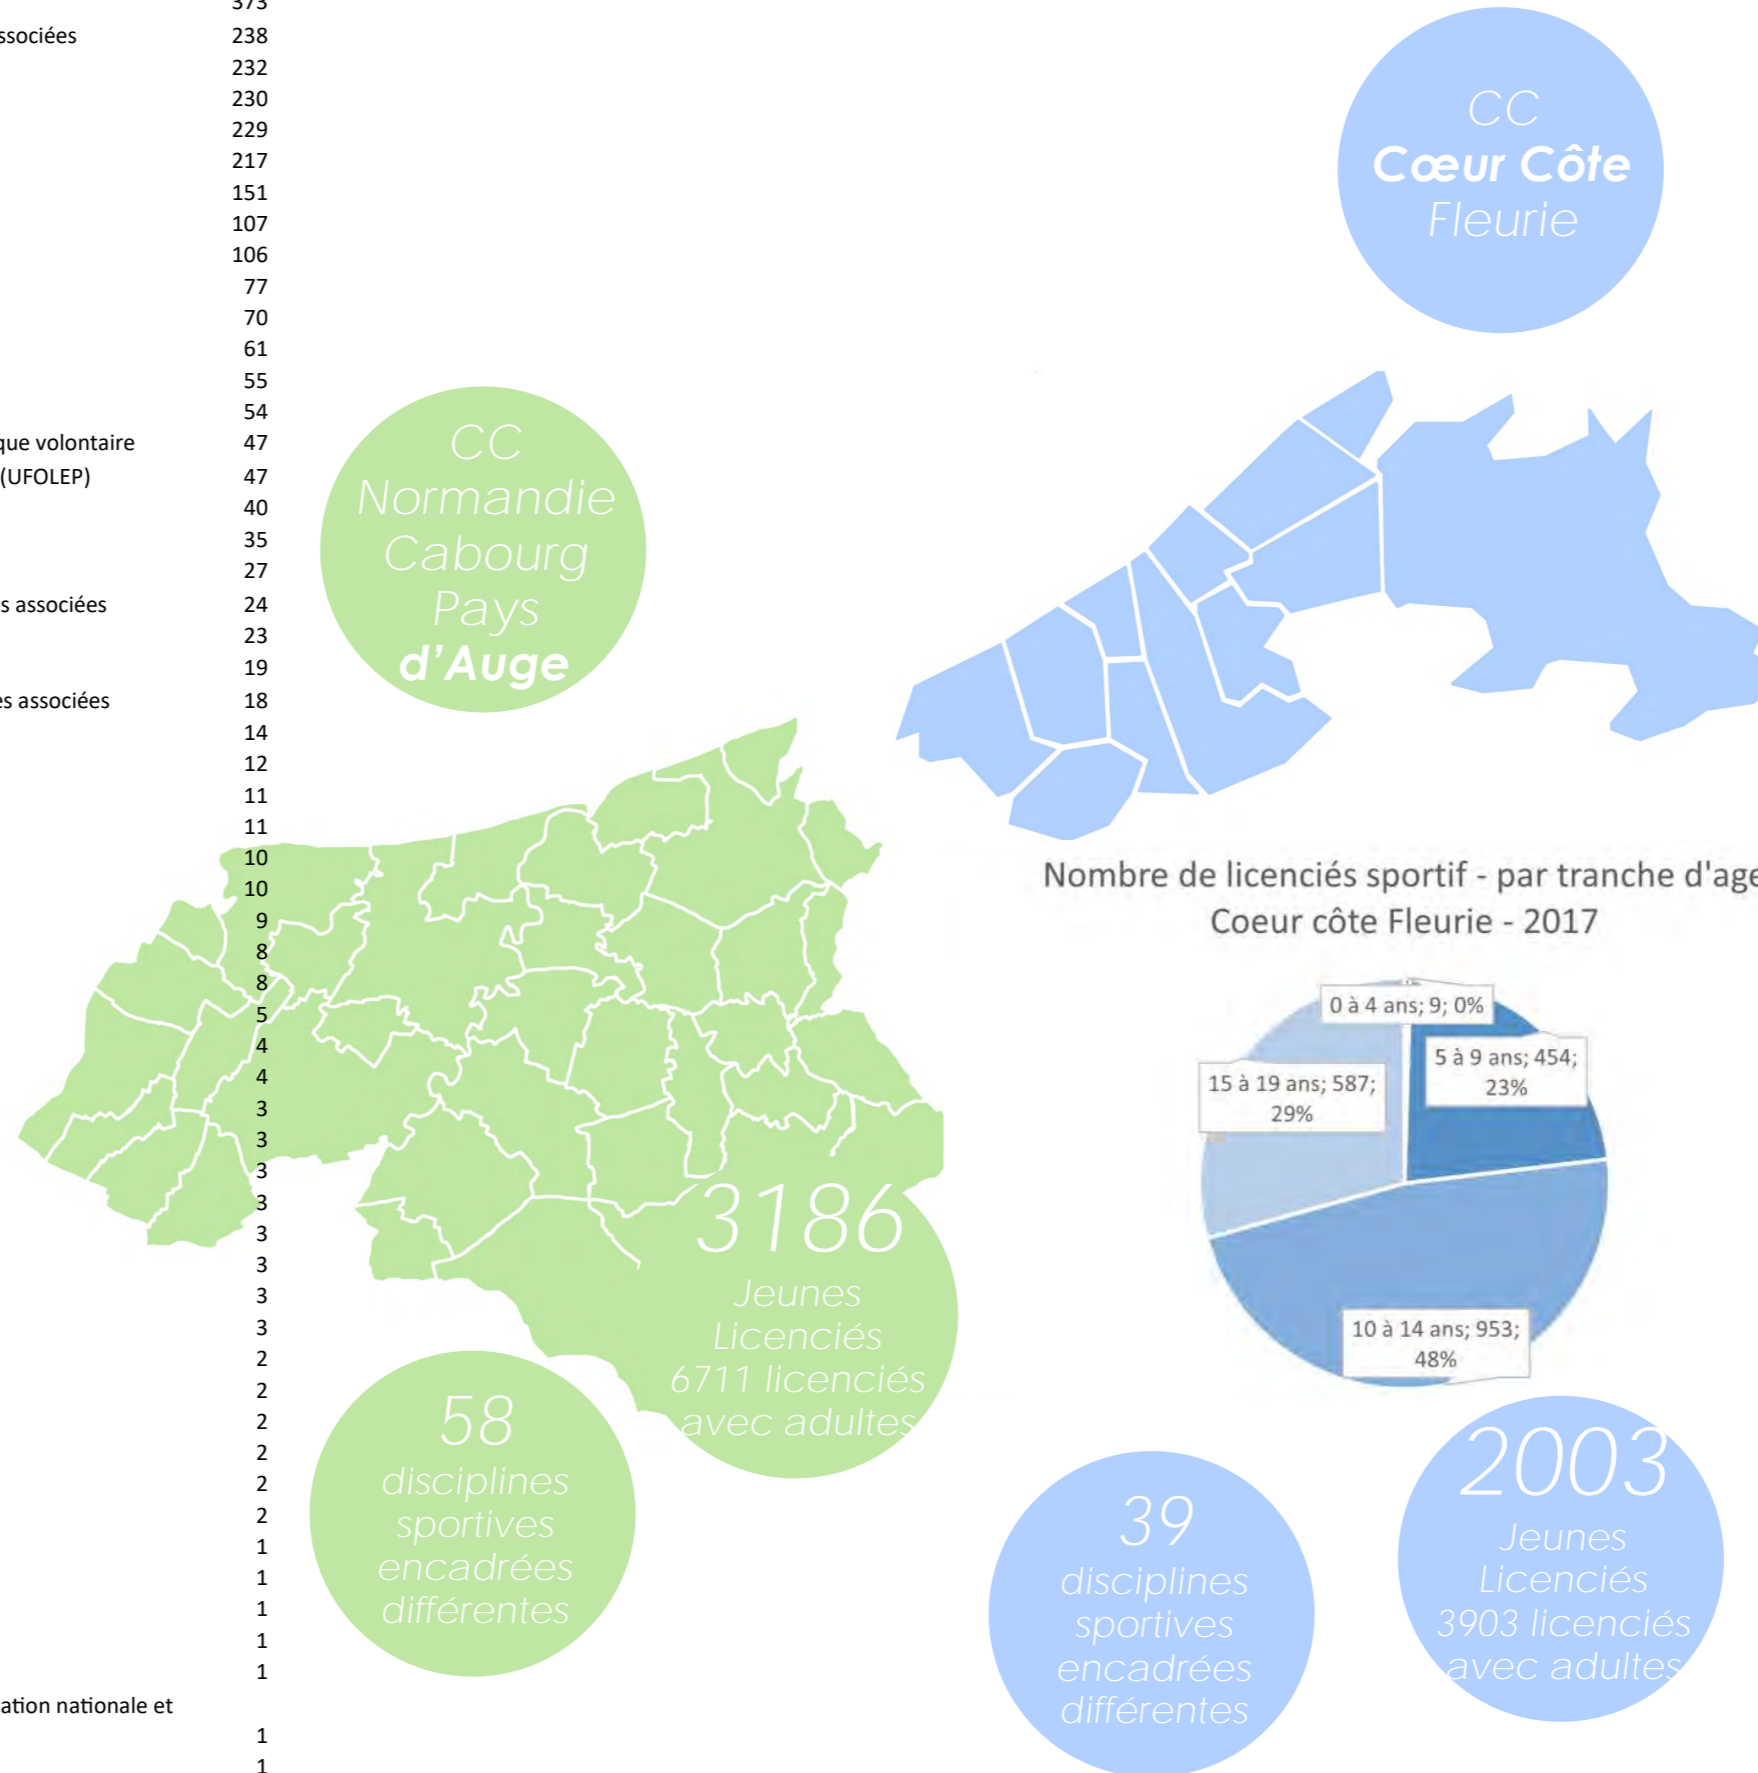 373
ssociées 238
232
230
229
217
151
107
106
77
70
61
55
54
que volontaire 47
(UFOLEP) 47
40
35
27
s associées 24
23
19
es associées 18
14
12
11
11
10
10
9
8
8
5
4
4
3
3
3
3
3
3
3
3
2
2
2
2
2
2
1
1
1
1
1
ation nationale et
1
1
CC
Normandie
Cabourg
Pays
d'Auge
3186
Jeunes
Licenciés
6711 licenciés
avec adultes
58
disciplines
sportives
encadrées
différentes
CC
Cœur Côte
Fleurie
Nombre de licenciés sportif - par tranche d'age
Coeur côte Fleurie - 2017
0 à 4 ans; 9; 0%
5 à 9 ans; 454;
23%
15 à 19 ans; 587;
29%
10 à 14 ans; 953;
48%
39
disciplines
sportives
encadrées
différentes
2003
Jeunes
Licenciés
3903 licenciés
avec adultes